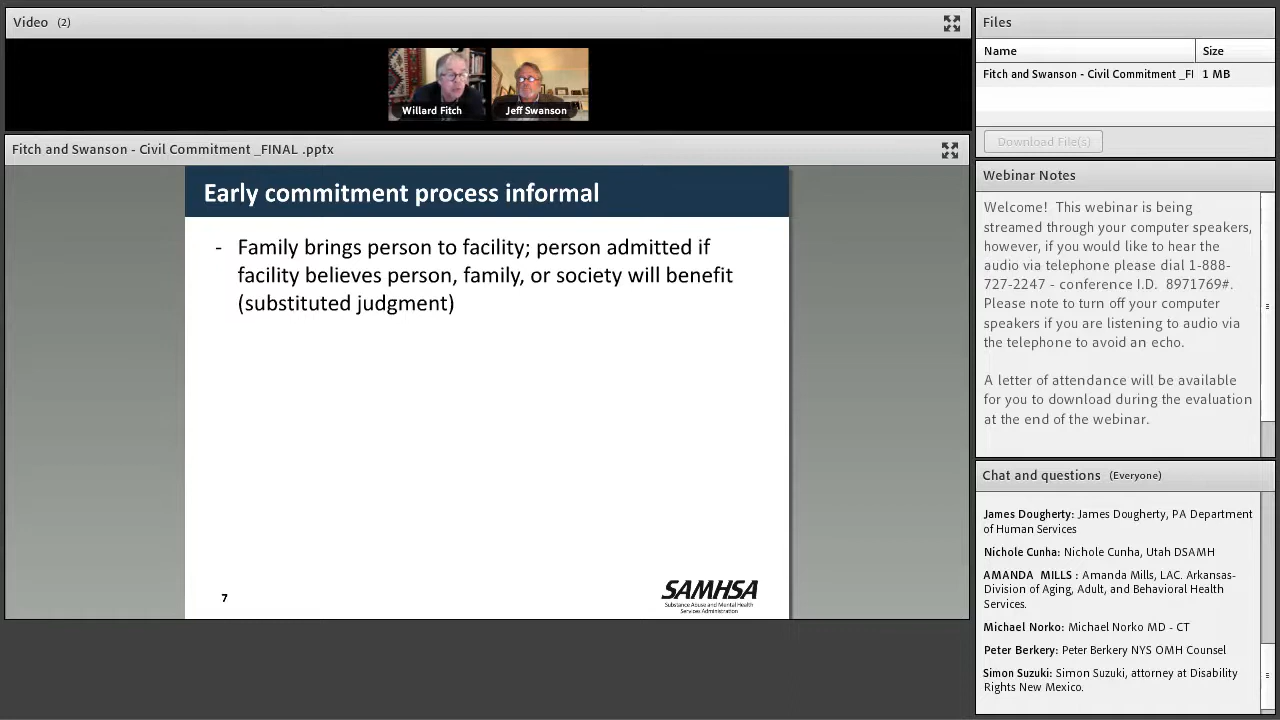 Video (2)
Willard Fitch
Jeff Swanson
Fitch and Swanson - Civil Commitment _FINAL .pptx
Early commitment process informal
- Family brings person to facility; person admitted if
facility believes person, family, or society will benefit
(substituted judgment)
7
SAMHSA
Substance Abuse and Mental Health
Services Administration
Files
Name Size
Fitch and Swanson - Civil Commitment _FI 1 MB
Download File(s)
Webinar Notes
Welcome! This webinar is being
streamed through your computer speakers,
however, if you would like to hear the
audio via telephone please dial 1-888-
727-2247 - conference I.D. 8971769#.
Please note to turn off your computer
speakers if you are listening to audio via
the telephone to avoid an echo.
A letter of attendance will be available
for you to download during the evaluation
at the end of the webinar.
Chat and questions (Everyone)
James Dougherty: James Dougherty, PA Department
of Human Services
Nichole Cunha: Nichole Cunha, Utah DSAMH
AMANDA MILLS : Amanda Mills, LAC. Arkansas-
Division of Aging, Adult, and Behavioral Health
Services.
Michael Norko: Michael Norko MD - CT
Peter Berkery: Peter Berkery NYS OMH Counsel
Simon Suzuki: Simon Suzuki, attorney at Disability
Rights New Mexico.